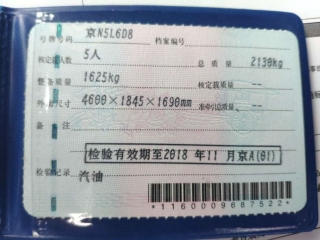 号牌号码 京N5L6D8 档案编号
核定载人数 5人 总质量 2130kg
整备质量 1625kg 核定载质量 --
外廓尺寸 4600×1845×1690mm 准牵引总质量 --
备注
检验有效期至2018 年11 月京A(01)
检验记录 汽油
*1160009687522*